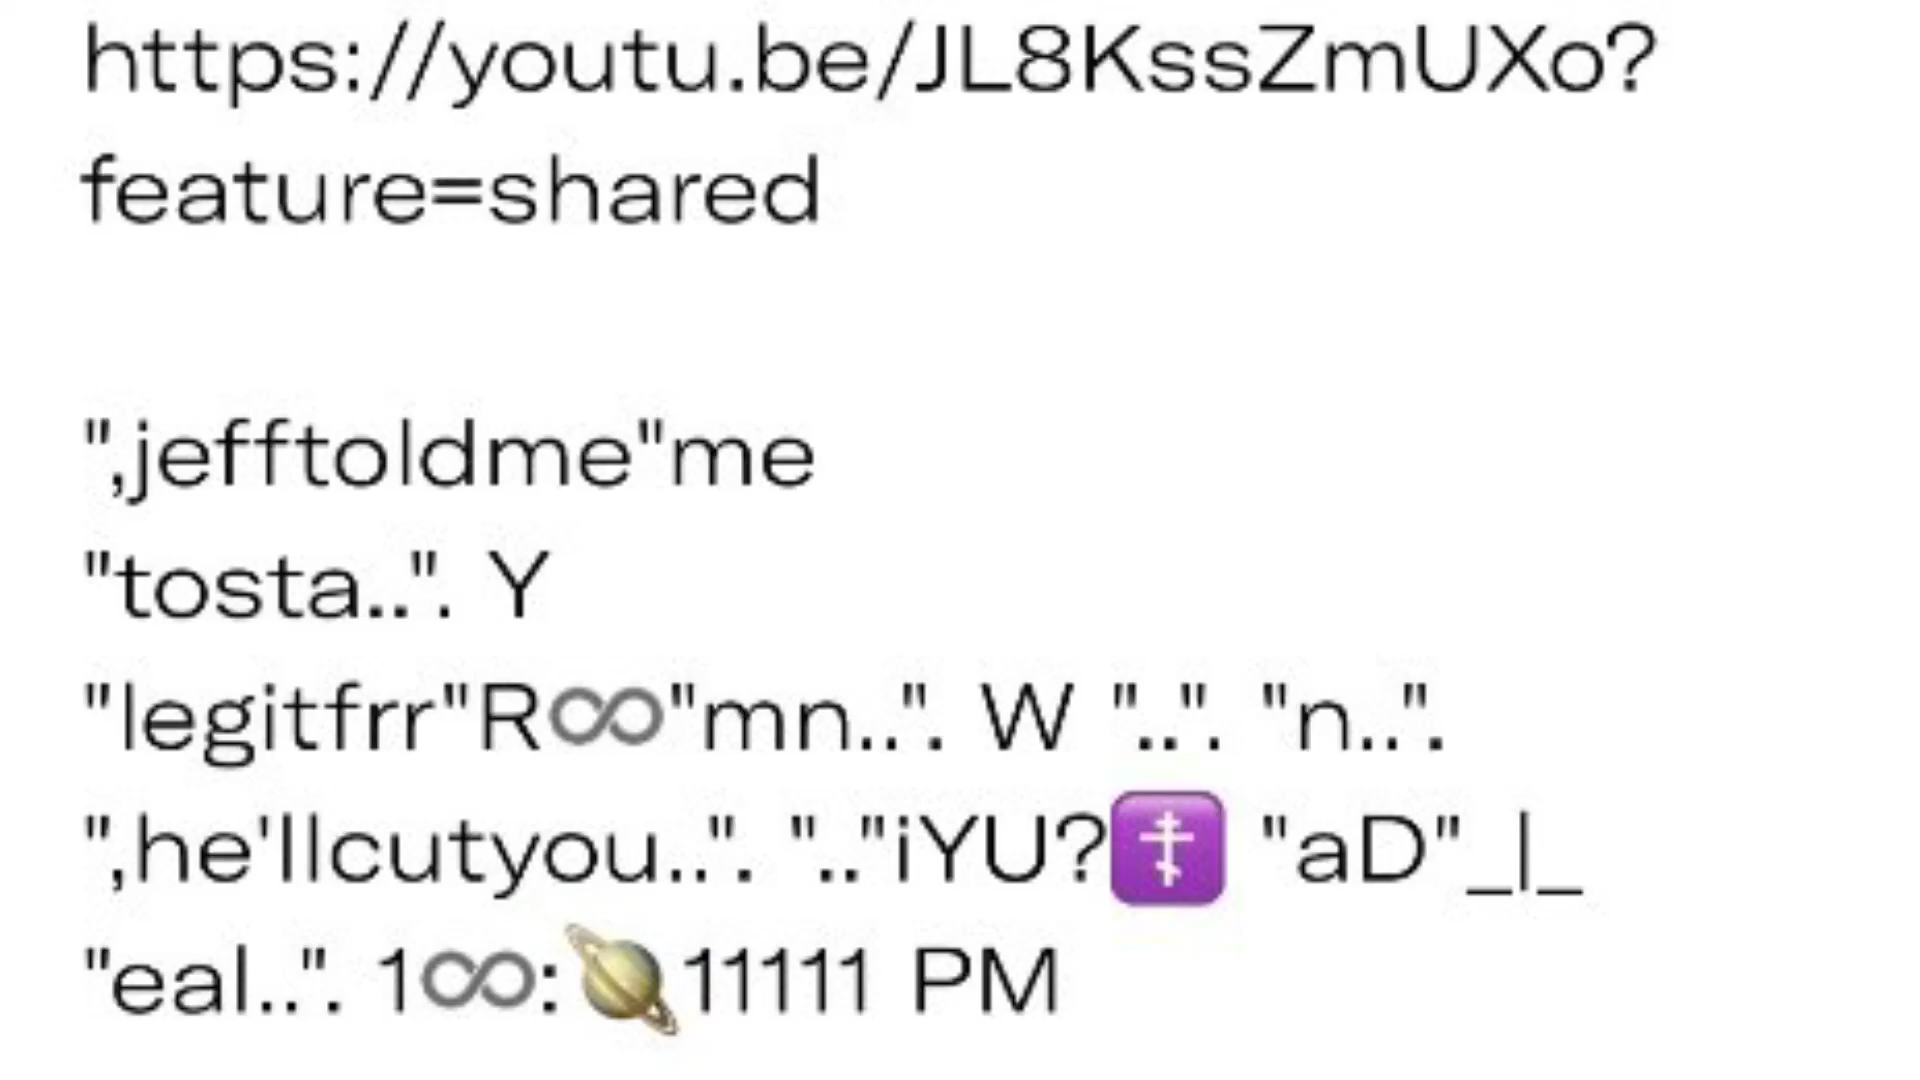 https://youtu.be/JL8KssZmUXo?
feature=shared
",jefftoldme"me
"tosta..". Y
"legitfrr"R♾"mn..". W "..". "n..".
",he'llcutyou..". ".."iYU?☦️ "aD"_|_
"eal..". 1♾:🪐11111 PM